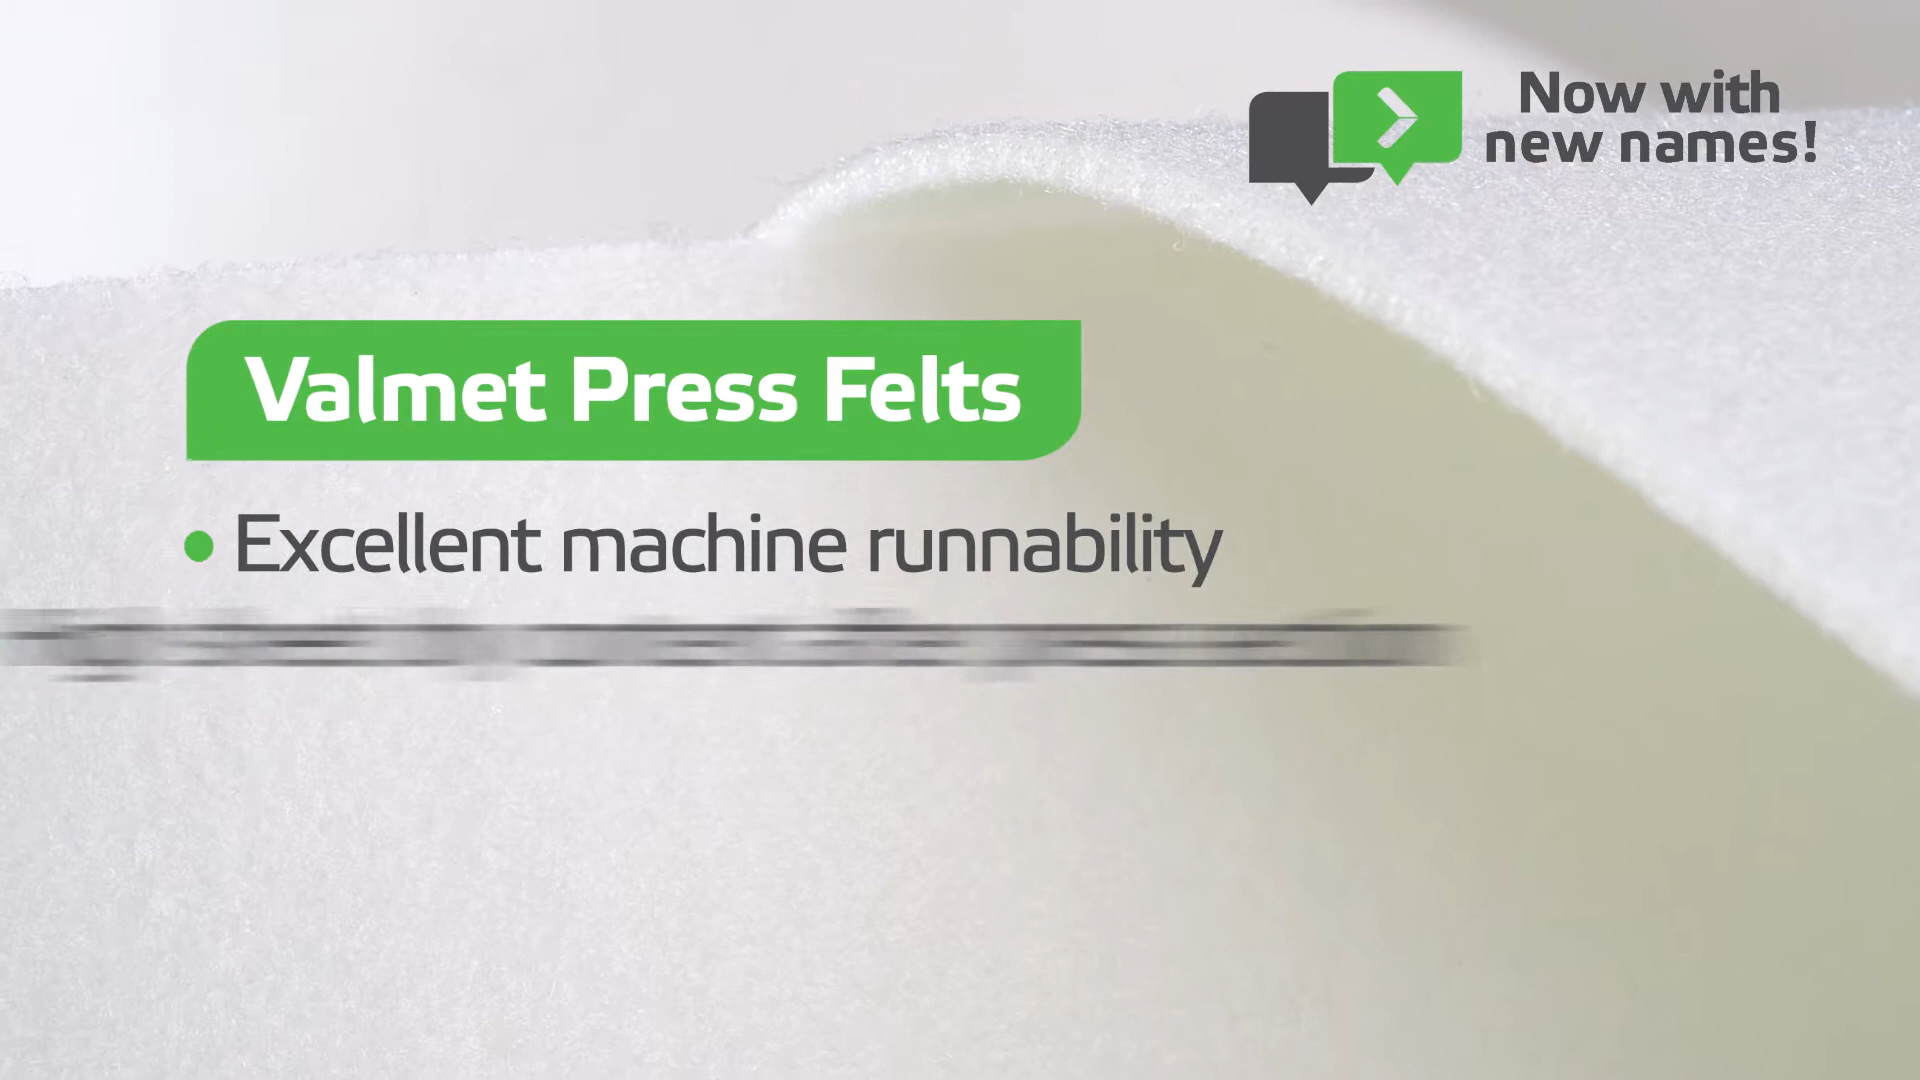 Now with
new names!
Valmet Press Felts
• Excellent machine runnability